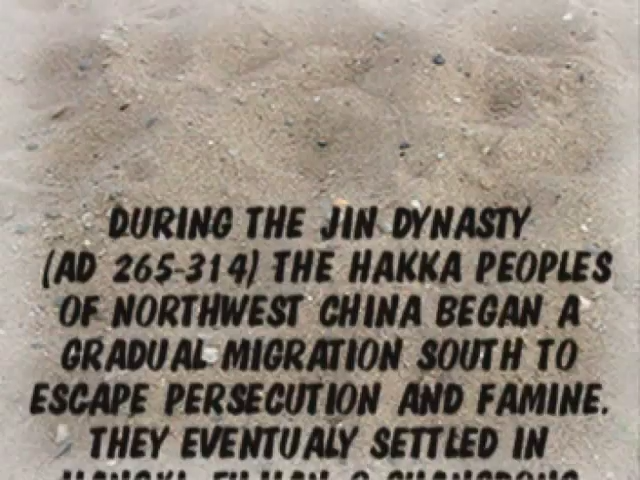 DURING THE JIN DYNASTY
(AD 265-314) THE HAKKA PEOPLES
OF NORTHWEST CHINA BEGAN A
GRADUAL MIGRATION SOUTH TO
ESCAPE PERSECUTION AND FAMINE.
THEY EVENTUALY SETTLED IN